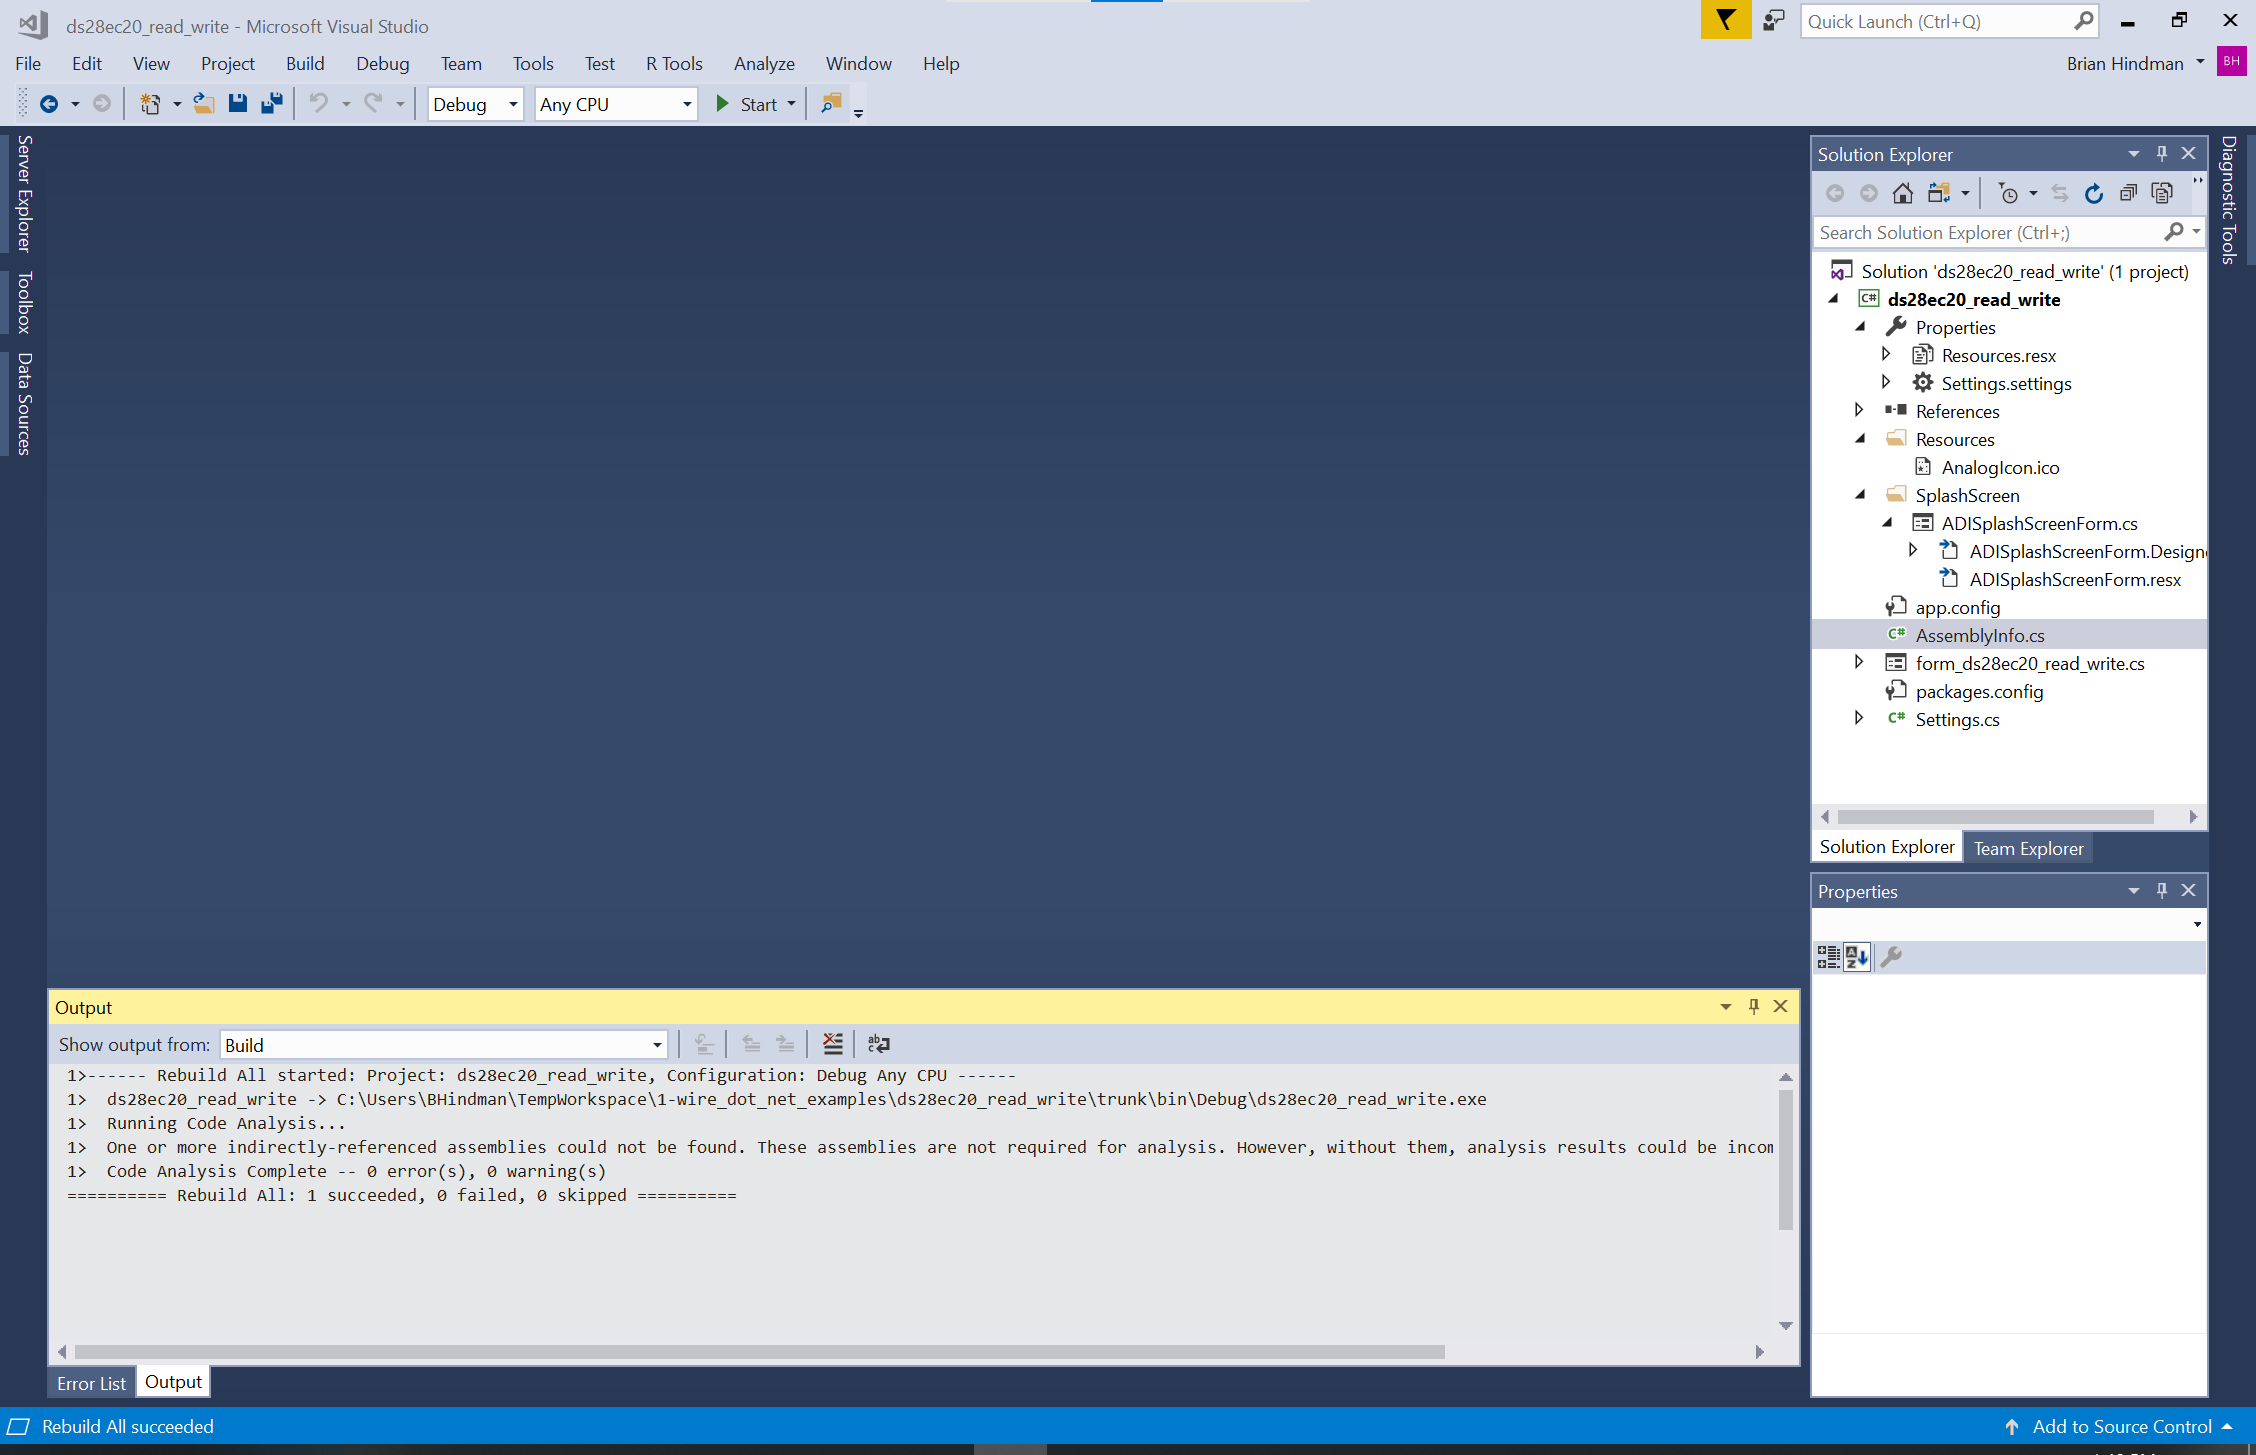 ds28ec20_read_write - Microsoft Visual Studio
Quick Launch (Ctrl+Q)
File Edit View Project Build Debug Team Tools Test R Tools Analyze Window Help
Brian Hindman BH
Debug Any CPU Start
Server Explorer
Toolbox
Data Sources
Solution Explorer
Search Solution Explorer (Ctrl+;)
Solution 'ds28ec20_read_write' (1 project)
C# ds28ec20_read_write
Properties
Resources.resx
Settings.settings
References
Resources
AnalogIcon.ico
SplashScreen
ADISplashScreenForm.cs
ADISplashScreenForm.Design
ADISplashScreenForm.resx
app.config
C# AssemblyInfo.cs
form_ds28ec20_read_write.cs
packages.config
C# Settings.cs
Solution Explorer Team Explorer
Diagnostic Tools
Properties
Output
Show output from: Build
1>------ Rebuild All started: Project: ds28ec20_read_write, Configuration: Debug Any CPU ------
1>  ds28ec20_read_write -> C:\Users\BHindman\TempWorkspace\1-wire_dot_net_examples\ds28ec20_read_write\trunk\bin\Debug\ds28ec20_read_write.exe
1>  Running Code Analysis...
1>  One or more indirectly-referenced assemblies could not be found. These assemblies are not required for analysis. However, without them, analysis results could be incom
1>  Code Analysis Complete -- 0 error(s), 0 warning(s)
========== Rebuild All: 1 succeeded, 0 failed, 0 skipped ==========
Error List Output
Rebuild All succeeded
Add to Source Control